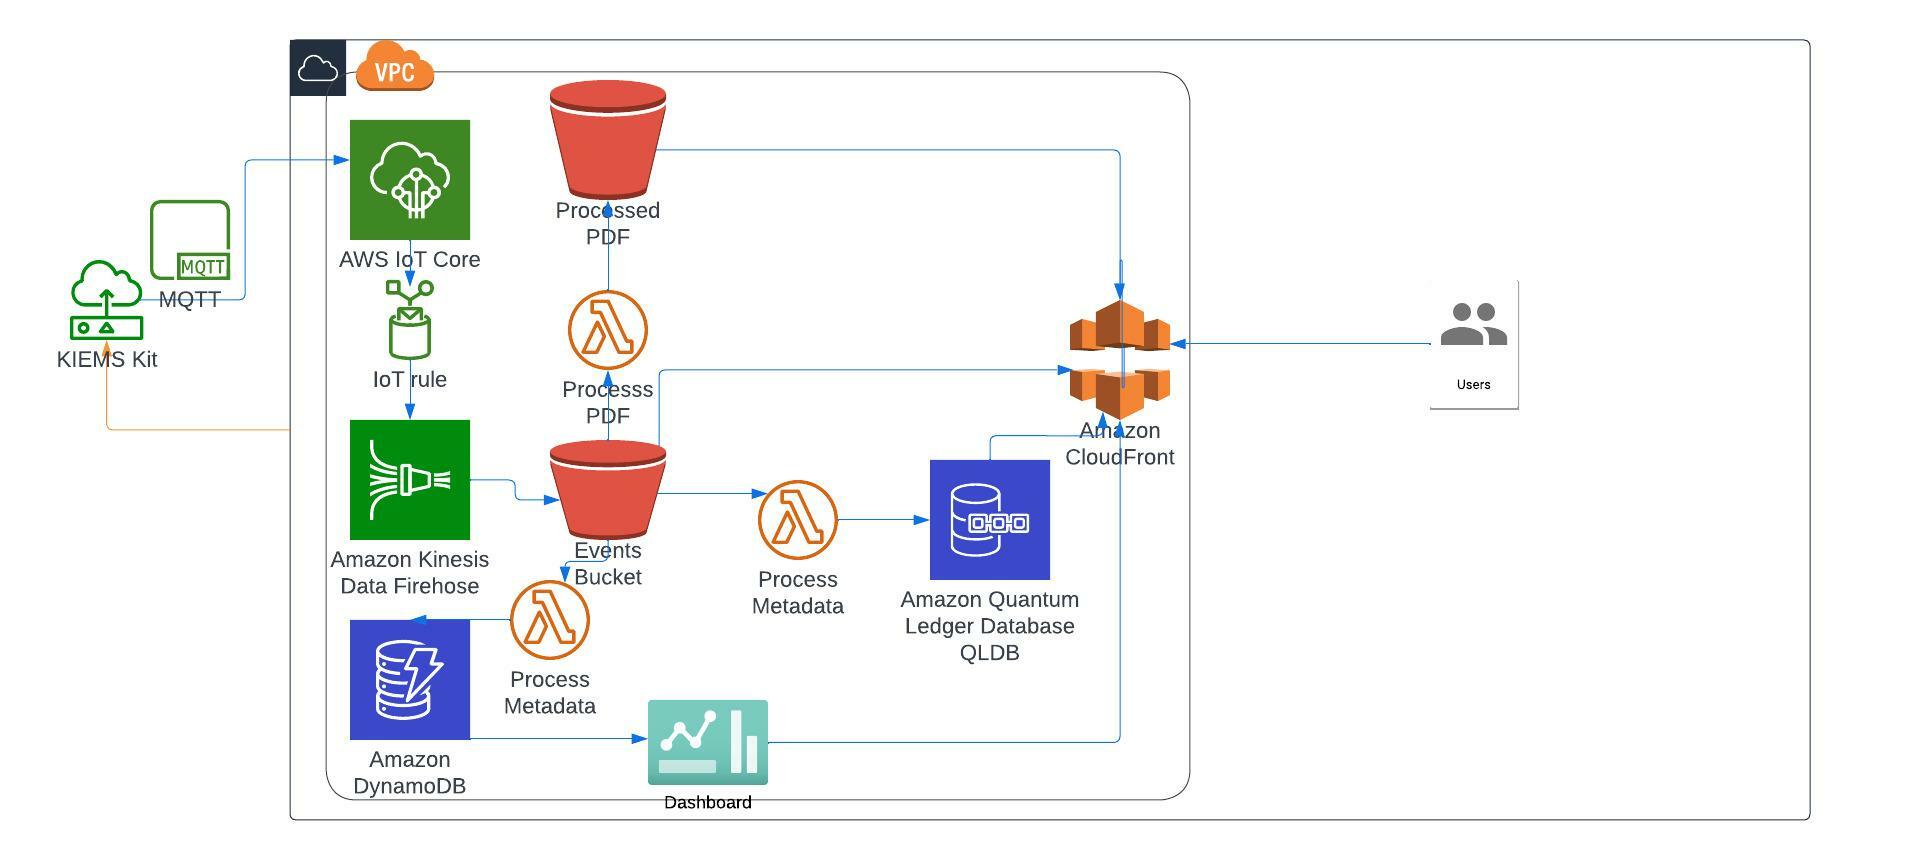 VPC
Processed
PDF
AWS IoT Core
MQTT
MQTT
KIEMS Kit
IoT rule
Processs
PDF
Users
Amazon
CloudFront
Amazon Kinesis
Data Firehose
Events
Bucket
Process
Metadata
Amazon Quantum
Ledger Database
QLDB
Process
Metadata
Amazon
DynamoDB
Dashboard